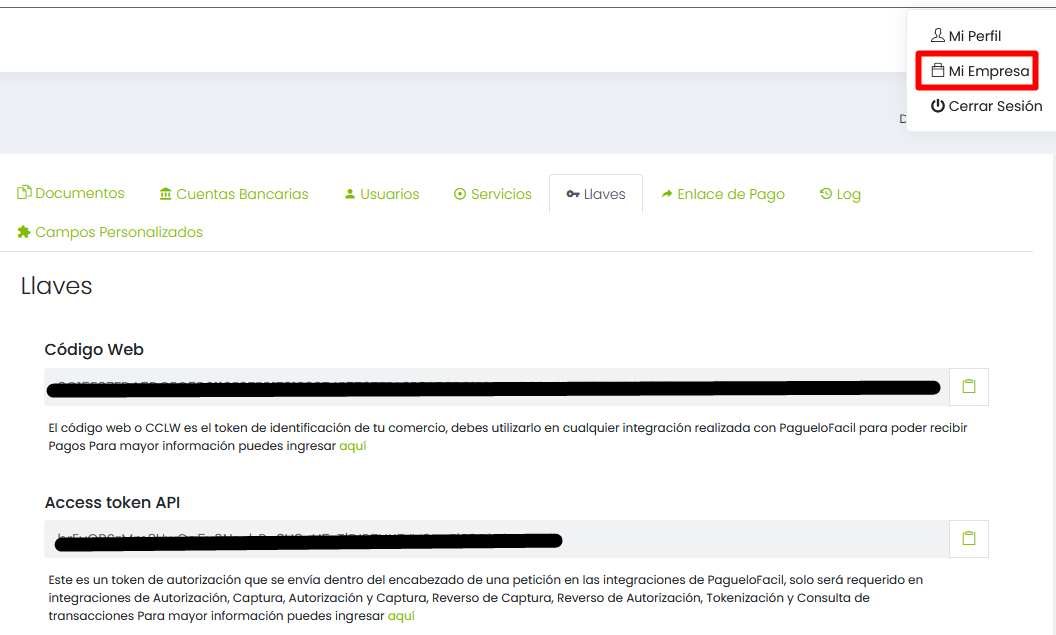 Mi Perfil
Mi Empresa
Cerrar Sesión
Documentos
Cuentas Bancarias
Usuarios
Servicios
Llaves
Enlace de Pago
Log
Campos Personalizados
Llaves
Código Web
El código web o CCLW es el token de identificación de tu comercio, debes utilizarlo en cualquier integración realizada con PagueloFacil para poder recibir
Pagos Para mayor información puedes ingresar aquí
Access token API
Este es un token de autorización que se envía dentro del encabezado de una petición en las integraciones de PagueloFacil, solo será requerido en
integraciones de Autorización, Captura, Autorización y Captura, Reverso de Captura, Reverso de Autorización, Tokenización y Consulta de
transacciones Para mayor información puedes ingresar aquí